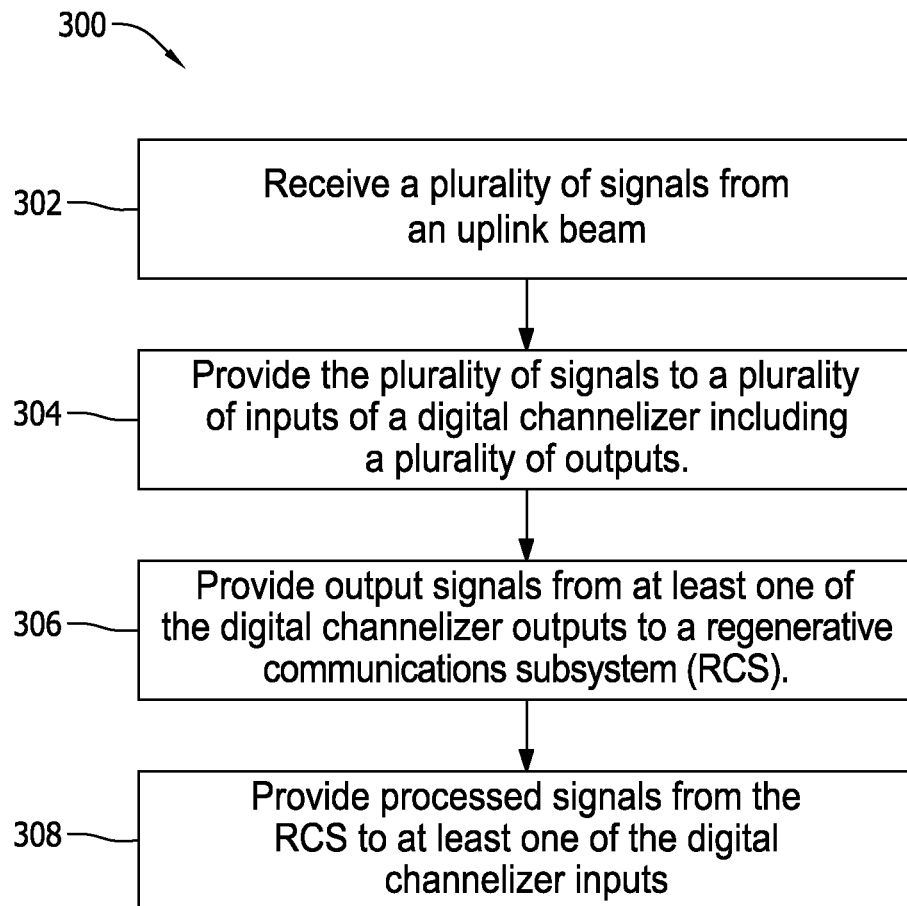 300
302
Receive a plurality of signals from
an uplink beam
304
Provide the plurality of signals to a plurality
of inputs of a digital channelizer including
a plurality of outputs.
306
Provide output signals from at least one of
the digital channelizer outputs to a regenerative
communications subsystem (RCS).
308
Provide processed signals from the
RCS to at least one of the digital
channelizer inputs